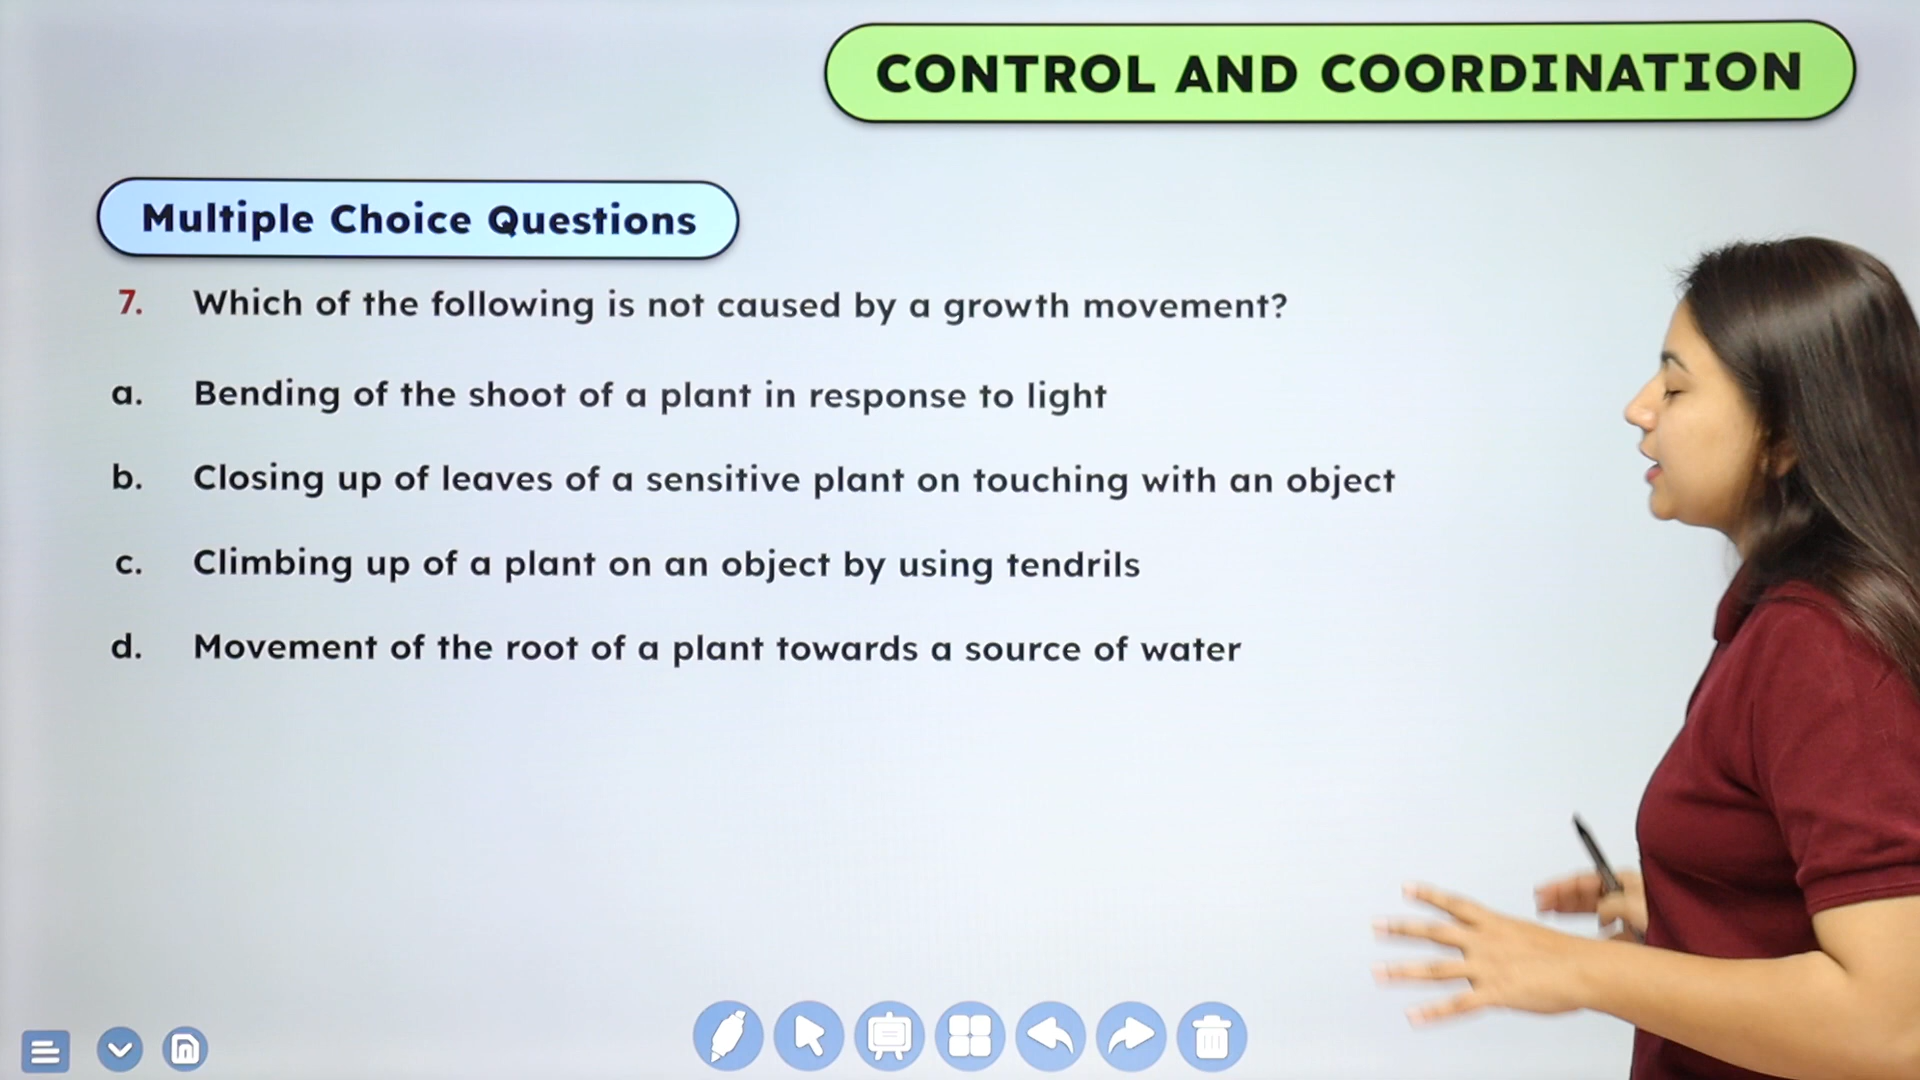 CONTROL AND COORDINATION
Multiple Choice Questions
7. Which of the following is not caused by a growth movement?
a. Bending of the shoot of a plant in response to light
b. Closing up of leaves of a sensitive plant on touching with an object
c. Climbing up of a plant on an object by using tendrils
d. Movement of the root of a plant towards a source of water